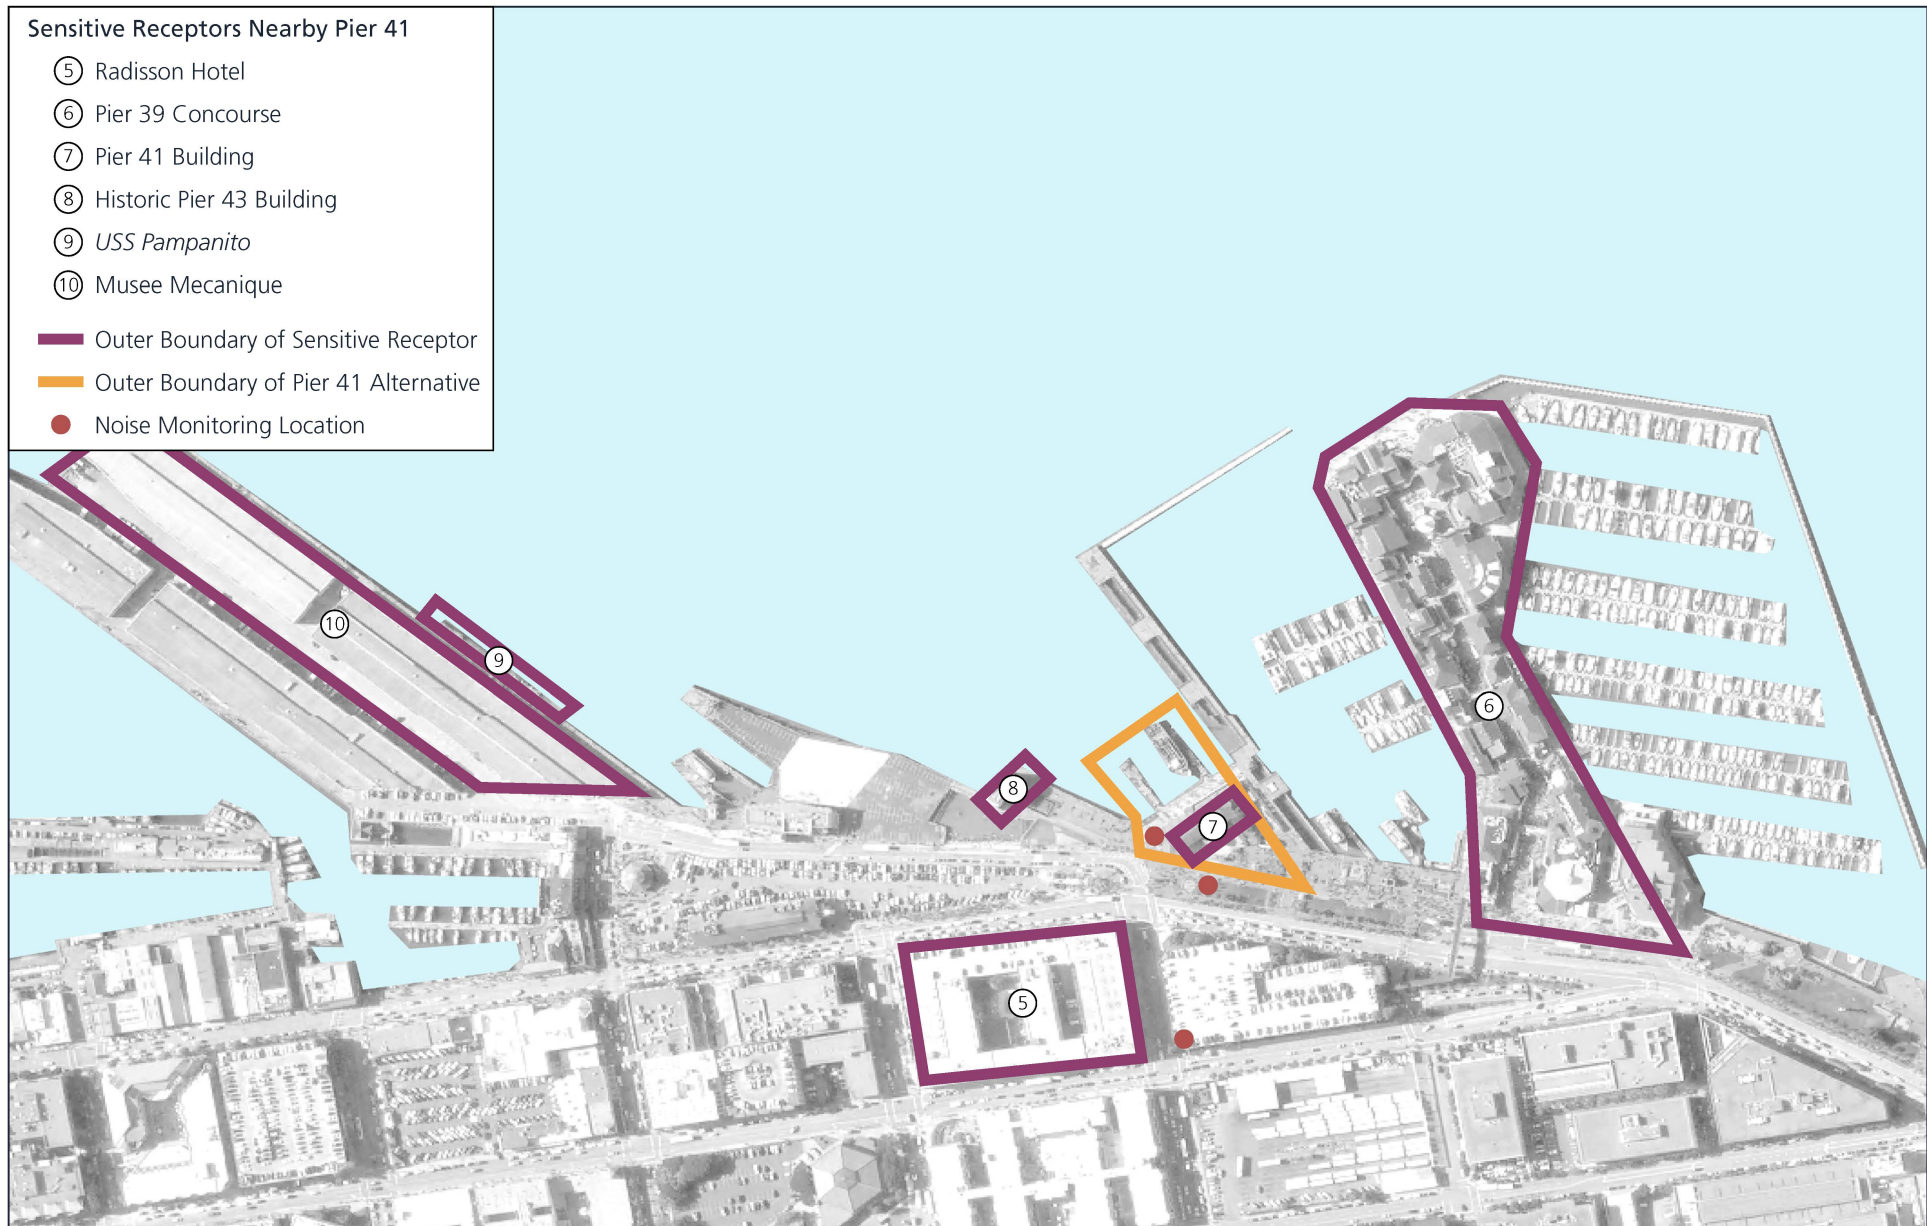 Sensitive Receptors Nearby Pier 41
5 Radisson Hotel
6 Pier 39 Concourse
7 Pier 41 Building
8 Historic Pier 43 Building
9 USS Pampanito
10 Musee Mecanique
Outer Boundary of Sensitive Receptor
Outer Boundary of Pier 41 Alternative
Noise Monitoring Location
10
9
6
8
7
5